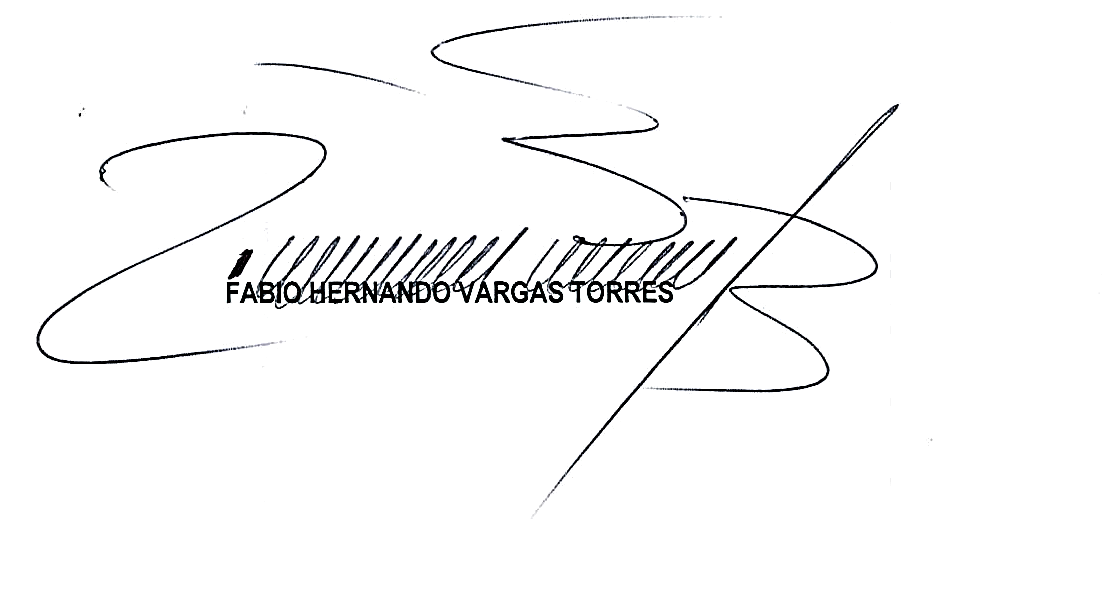 FABIO HERNANDO VARGAS TORRES